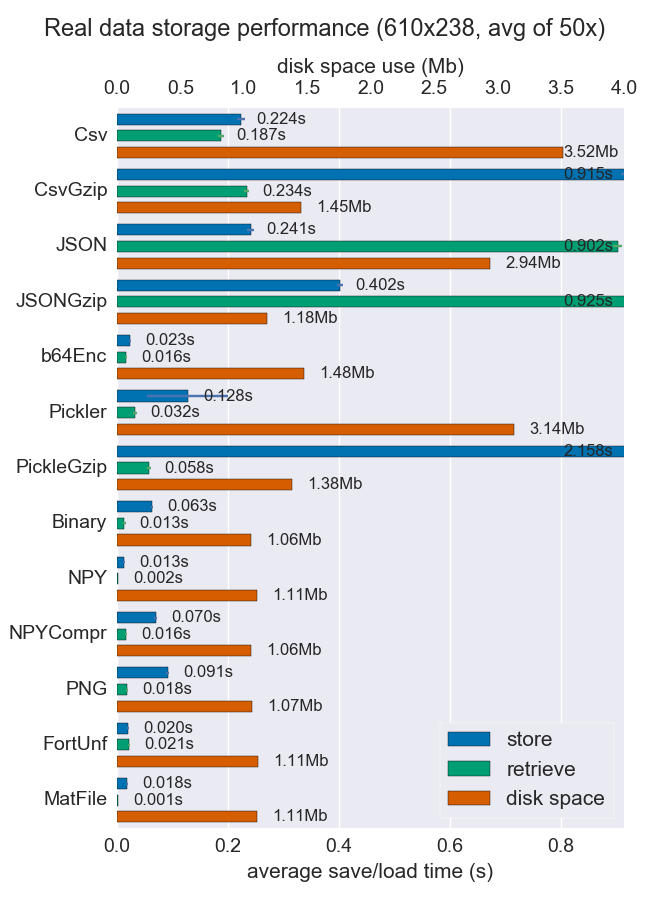 Real data storage performance (610x238, avg of 50x)
disk space use (Mb)
0.0 0.5 1.0 1.5 2.0 2.5 3.0 3.5 4.0
0.224s
Csv 0.187s
3.52Mb
0.915s
CsvGzip 0.234s
1.45Mb
0.241s
JSON 0.902s
2.94Mb
0.402s
JSONGzip 0.925s
1.18Mb
0.023s
b64Enc 0.016s
1.48Mb
0.128s
Pickler 0.032s
3.14Mb
2.158s
PickleGzip 0.058s
1.38Mb
0.063s
Binary 0.013s
1.06Mb
0.013s
NPY 0.002s
1.11Mb
0.070s
NPYCompr 0.016s
1.06Mb
0.091s
PNG 0.018s
1.07Mb
0.020s
FortUnf 0.021s
1.11Mb
0.018s
MatFile 0.001s
1.11Mb
store
retrieve
disk space
0.0 0.2 0.4 0.6 0.8
average save/load time (s)